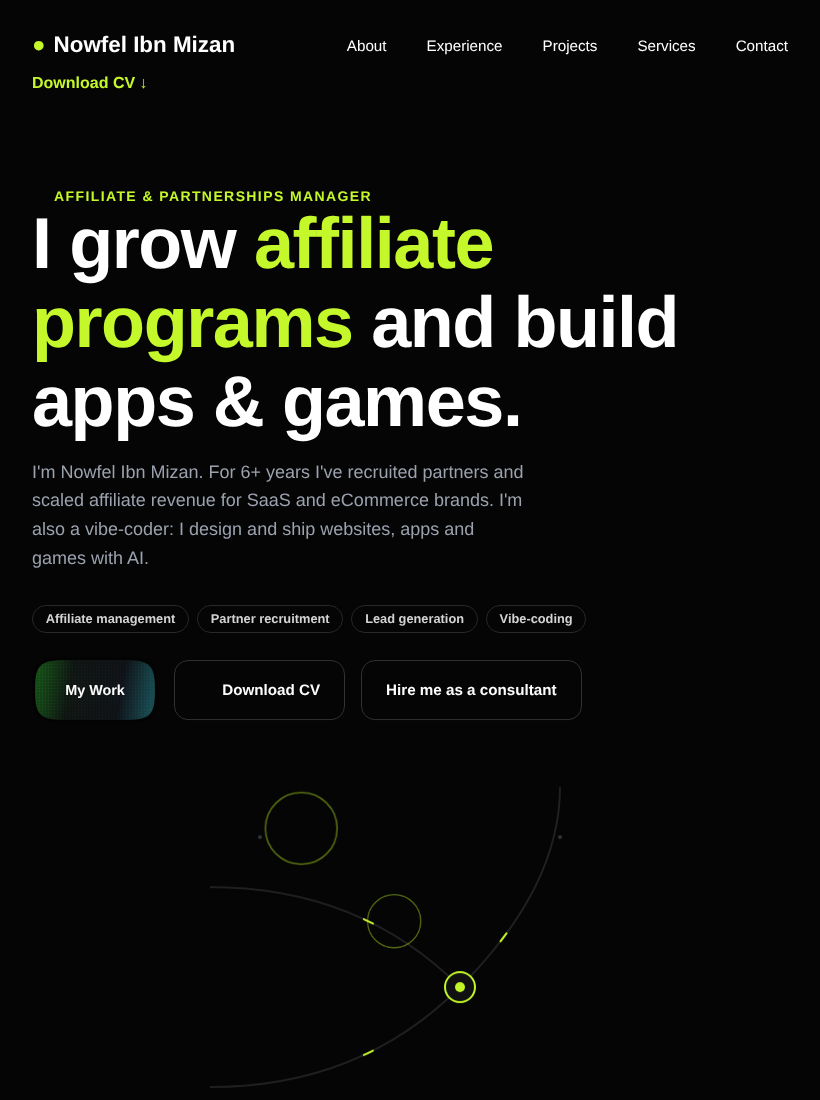 Nowfel Ibn Mizan
About
Experience
Projects
Services
Contact
Download CV ↓
AFFILIATE & PARTNERSHIPS MANAGER
I grow affiliate
programs and build
apps & games.
I'm Nowfel Ibn Mizan. For 6+ years I've recruited partners and
scaled affiliate revenue for SaaS and eCommerce brands. I'm
also a vibe-coder: I design and ship websites, apps and
games with AI.
Affiliate management
Partner recruitment
Lead generation
Vibe-coding
My Work
Download CV
Hire me as a consultant